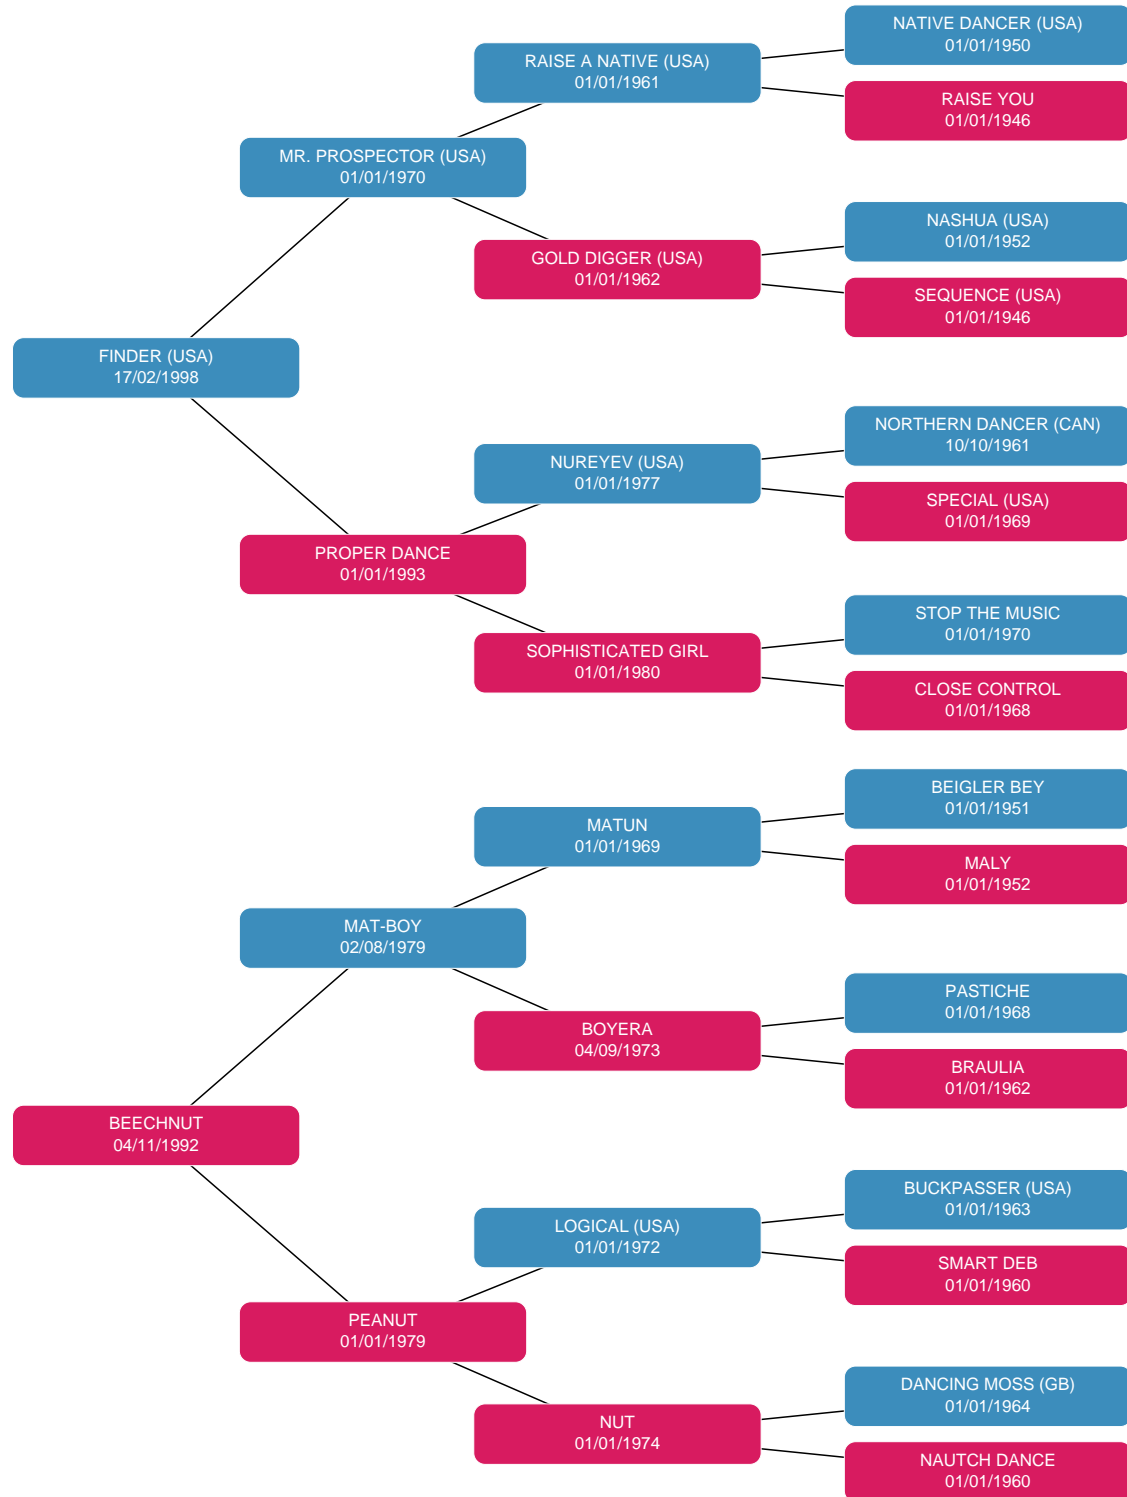 NATIVE DANCER (USA)
01/01/1950
RAISE A NATIVE (USA)
01/01/1961
RAISE YOU
01/01/1946
MR. PROSPECTOR (USA)
01/01/1970
NASHUA (USA)
01/01/1952
GOLD DIGGER (USA)
01/01/1962
SEQUENCE (USA)
01/01/1946
FINDER (USA)
17/02/1998
NORTHERN DANCER (CAN)
10/10/1961
NUREYEV (USA)
01/01/1977
SPECIAL (USA)
01/01/1969
PROPER DANCE
01/01/1993
STOP THE MUSIC
01/01/1970
SOPHISTICATED GIRL
01/01/1980
CLOSE CONTROL
01/01/1968
BEIGLER BEY
01/01/1951
MATUN
01/01/1969
MALY
01/01/1952
MAT-BOY
02/08/1979
PASTICHE
01/01/1968
BOYERA
04/09/1973
BRAULIA
01/01/1962
BEECHNUT
04/11/1992
BUCKPASSER (USA)
01/01/1963
LOGICAL (USA)
01/01/1972
SMART DEB
01/01/1960
PEANUT
01/01/1979
DANCING MOSS (GB)
01/01/1964
NUT
01/01/1974
NAUTCH DANCE
01/01/1960